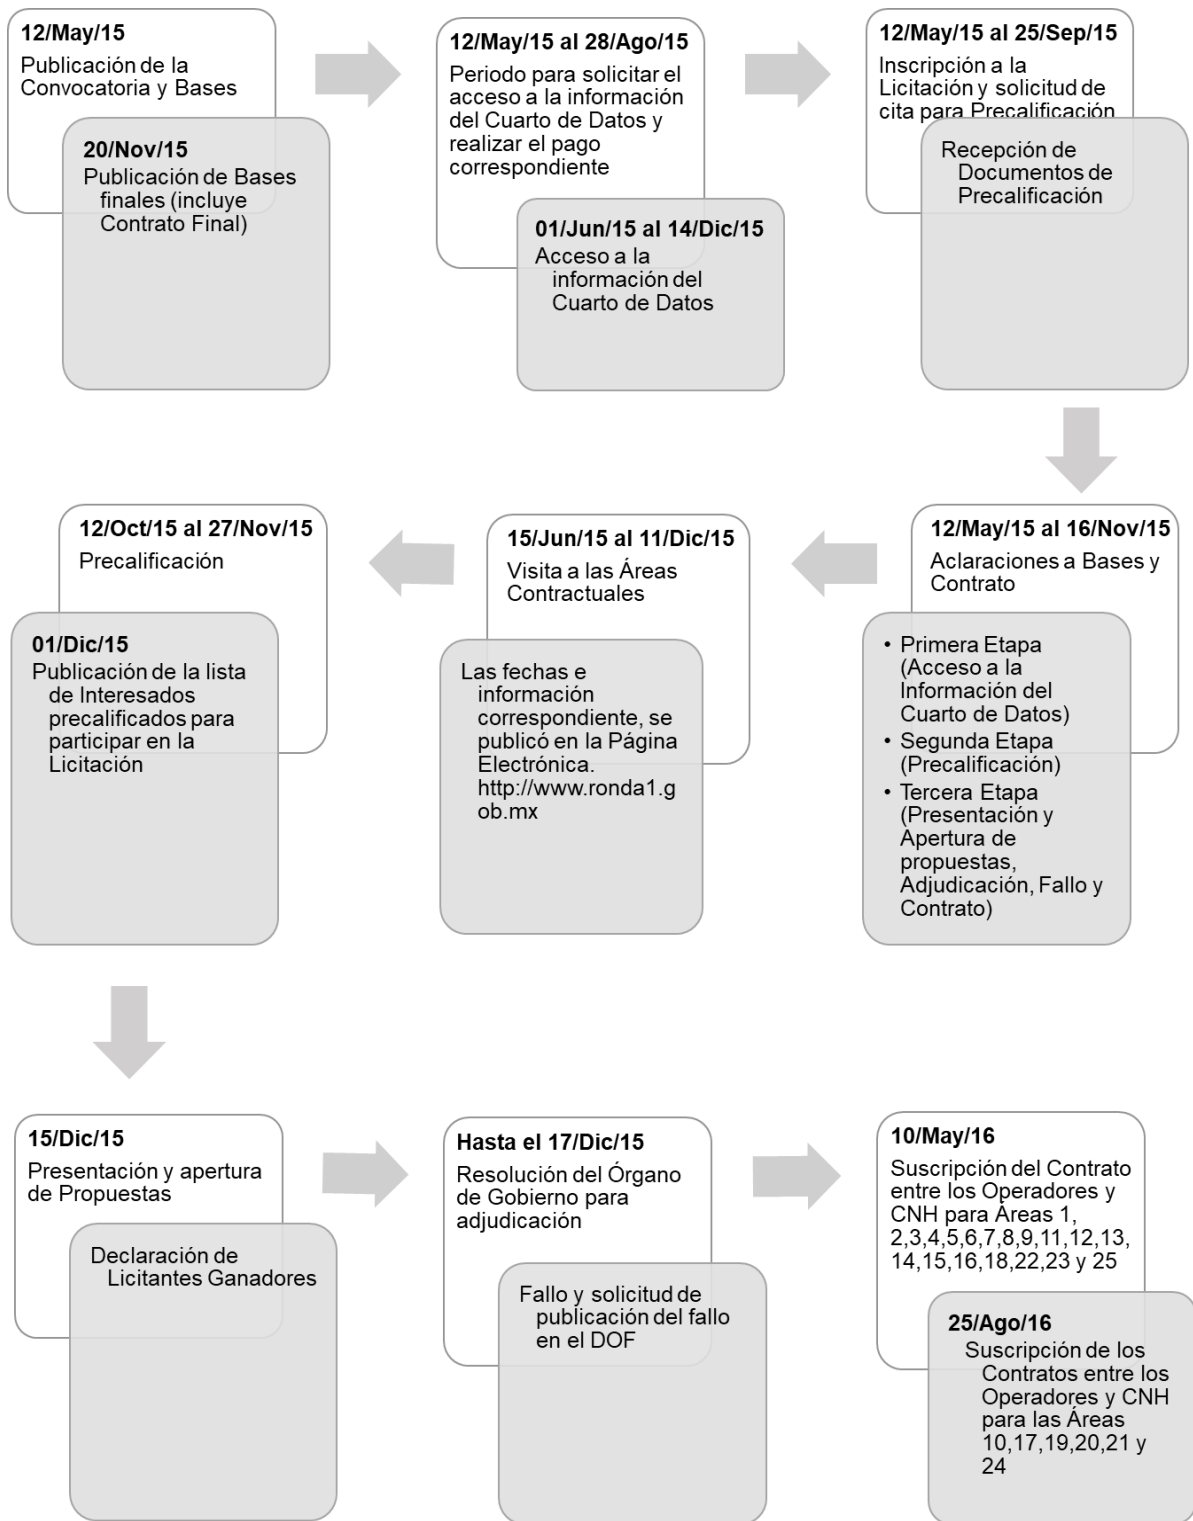 12/May/15
Publicación de la
Convocatoria y Bases
20/Nov/15
Publicación de Bases
finales (incluye
Contrato Final)
12/May/15 al 28/Ago/15
Periodo para solicitar el
acceso a la información
del Cuarto de Datos y
realizar el pago
correspondiente
01/Jun/15 al 14/Dic/15
Acceso a la
información del
Cuarto de Datos
12/May/15 al 25/Sep/15
Inscripción a la
Licitación y solicitud de
cita para Precalificación
Recepción de
Documentos de
Precalificación
12/May/15 al 16/Nov/15
Aclaraciones a Bases y
Contrato
• Primera Etapa
(Acceso a la
Información del
Cuarto de Datos)
• Segunda Etapa
(Precalificación)
• Tercera Etapa
(Presentación y
Apertura de
propuestas,
Adjudicación, Fallo y
Contrato)
15/Jun/15 al 11/Dic/15
Visita a las Áreas
Contractuales
Las fechas e
información
correspondiente, se
publicó en la Página
Electrónica.
http://www.ronda1.g
ob.mx
12/Oct/15 al 27/Nov/15
Precalificación
01/Dic/15
Publicación de la lista
de Interesados
precalificados para
participar en la
Licitación
15/Dic/15
Presentación y apertura
de Propuestas
Declaración de
Licitantes Ganadores
Hasta el 17/Dic/15
Resolución del Órgano
de Gobierno para
adjudicación
Fallo y solicitud de
publicación del fallo
en el DOF
10/May/16
Suscripción del Contrato
entre los Operadores y
CNH para Áreas 1,
2,3,4,5,6,7,8,9,11,12,13,
14,15,16,18,22,23 y 25
25/Ago/16
Suscripción de los
Contratos entre los
Operadores y CNH
para las Áreas
10,17,19,20,21 y
24